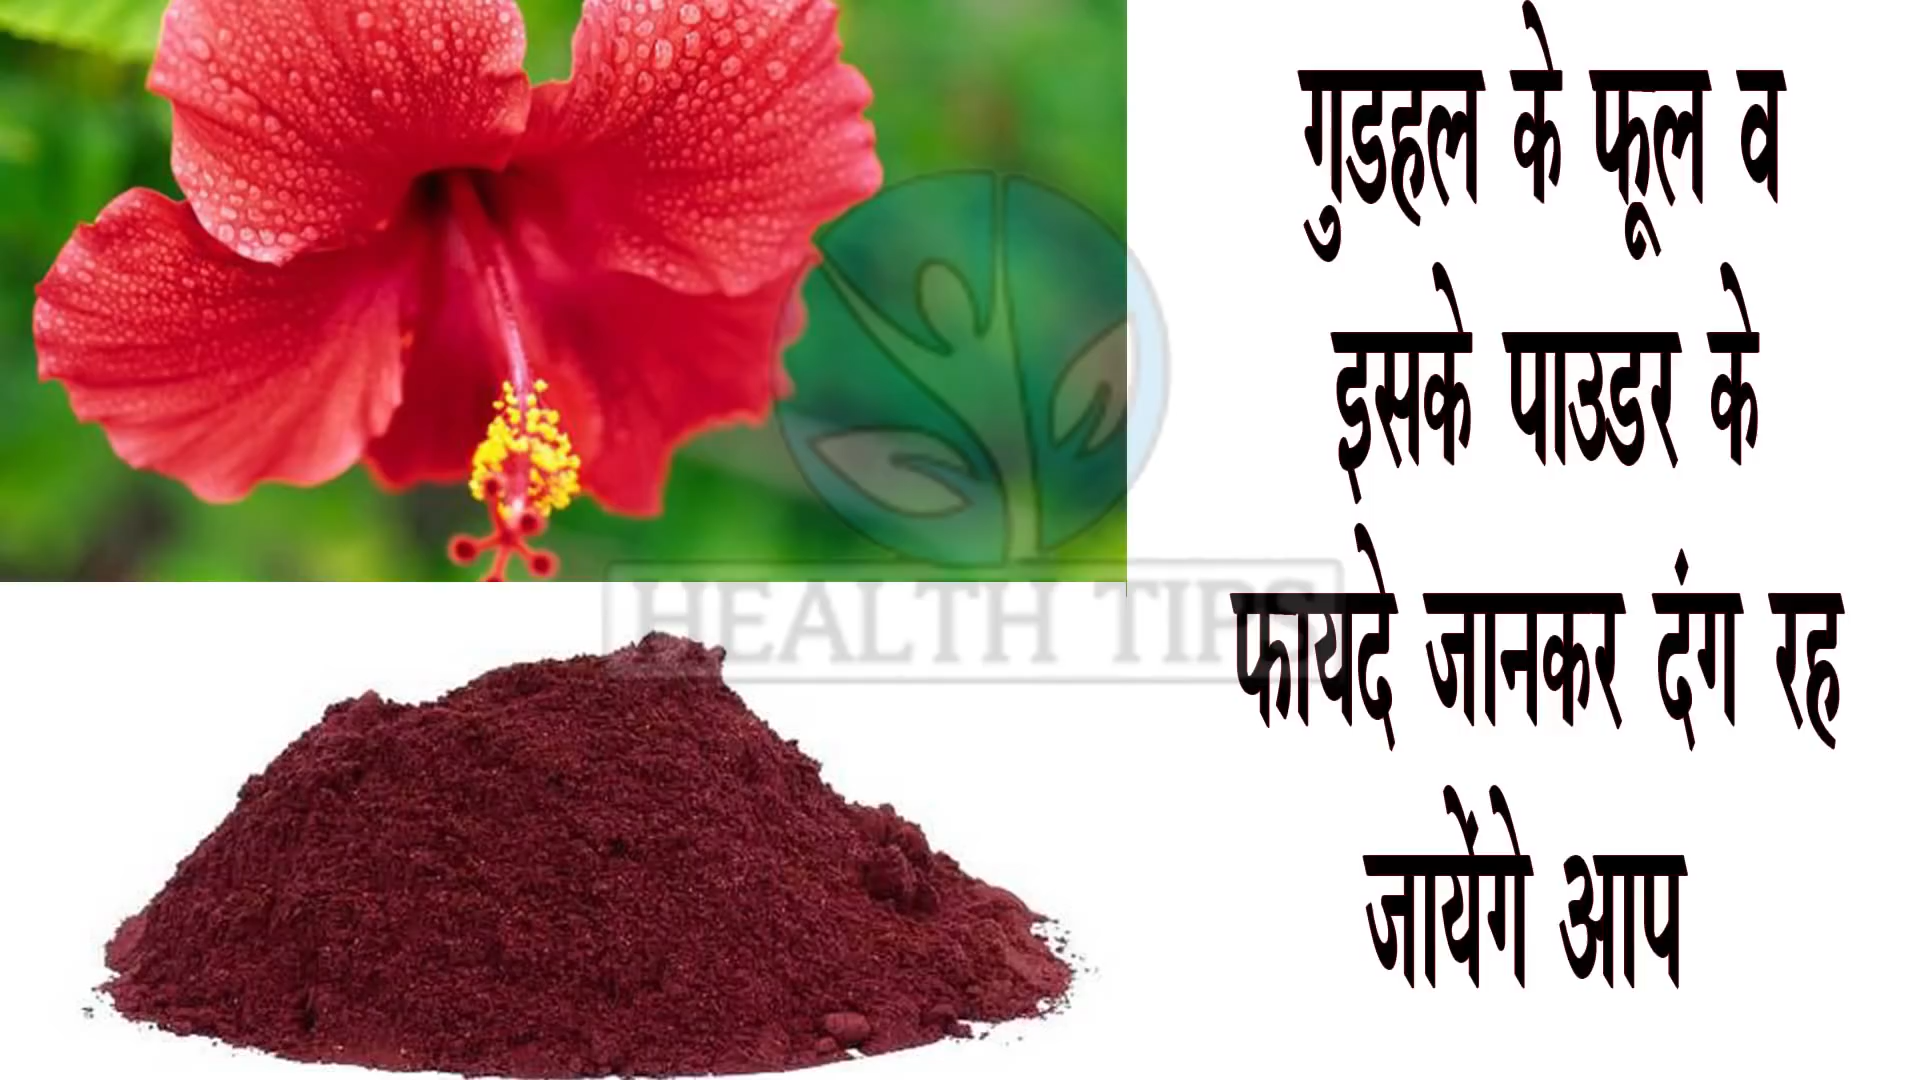 गुडहल के फूल व
इसके पाउडर के
फायदे जानकर दंग रह
जायेंगे आप
HEALTH TIPS